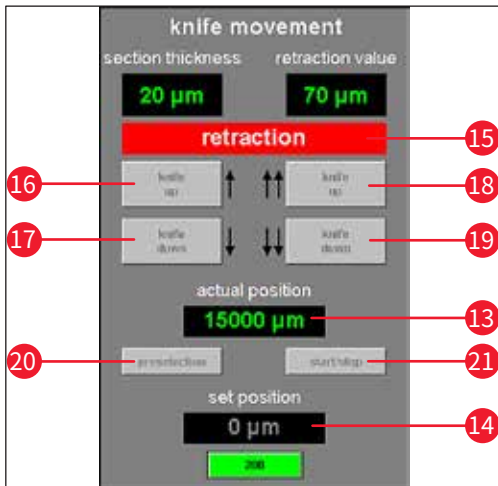 knife movement
section thickness retraction value
20 µm 70 µm
retraction 15
16 knife up knife up 18
17 knife down knife down 19
actual position
15000 µm 13
20 preselection start/stop 21
set position
0 µm 14